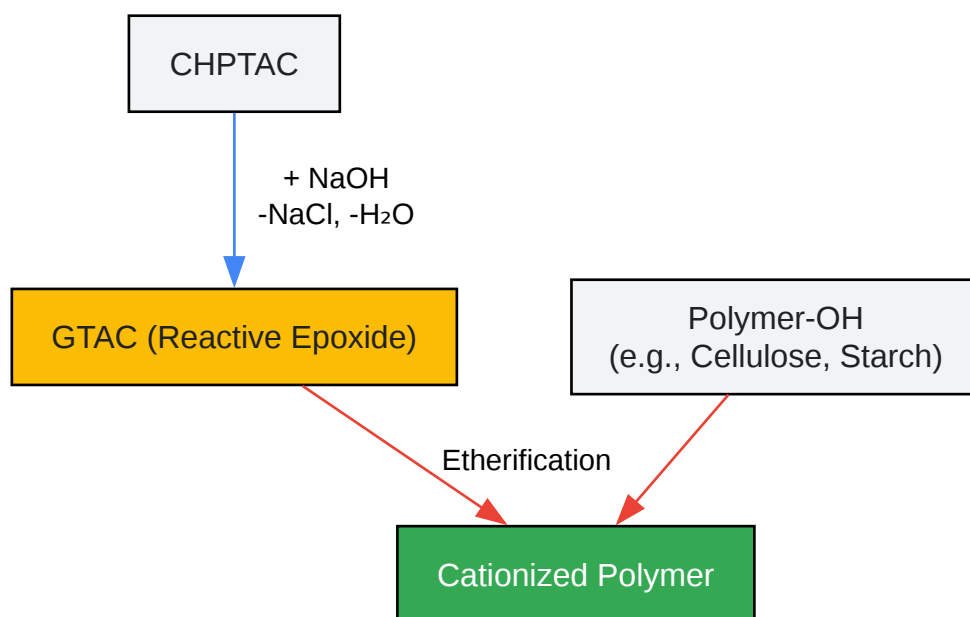 CHPTAC
+ NaOH
-NaCl, -H₂O
GTAC (Reactive Epoxide)
Polymer-OH
(e.g., Cellulose, Starch)
Etherification
Cationized Polymer